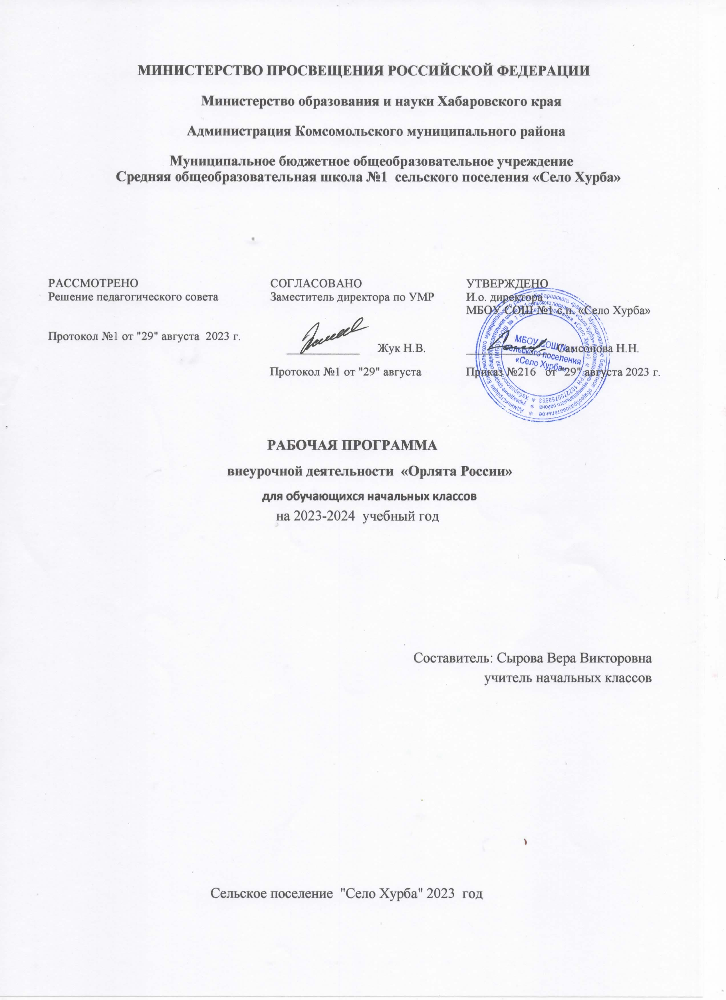 МИНИСТЕРСТВО ПРОСВЕЩЕНИЯ РОССИЙСКОЙ ФЕДЕРАЦИИ
Министерство образования и науки Хабаровского края
Администрация Комсомольского муниципального района
Муниципальное бюджетное общеобразовательное учреждение
Средняя общеобразовательная школа №1 сельского поселения «Село Хурба»
РАССМОТРЕНО
Решение педагогического совета
Протокол №1 от "29" августа 2023 г.
СОГЛАСОВАНО
Заместитель директора по УМР
Жук Н.В.
Протокол №1 от "29" августа
УТВЕРЖДЕНО
И.о. директора
МБОУ СОШ №1 с.п. «Село Хурба»
Самсонова Н.Н.
Приказ №216 от "29" августа 2023 г.
МБОУ СОШ № 1
сельского поселения
«Село Хурба»
РАБОЧАЯ ПРОГРАММА
внеурочной деятельности «Орлята России»
для обучающихся начальных классов
на 2023-2024 учебный год
Составитель: Сырова Вера Викторовна
учитель начальных классов
Сельское поселение "Село Хурба" 2023 год